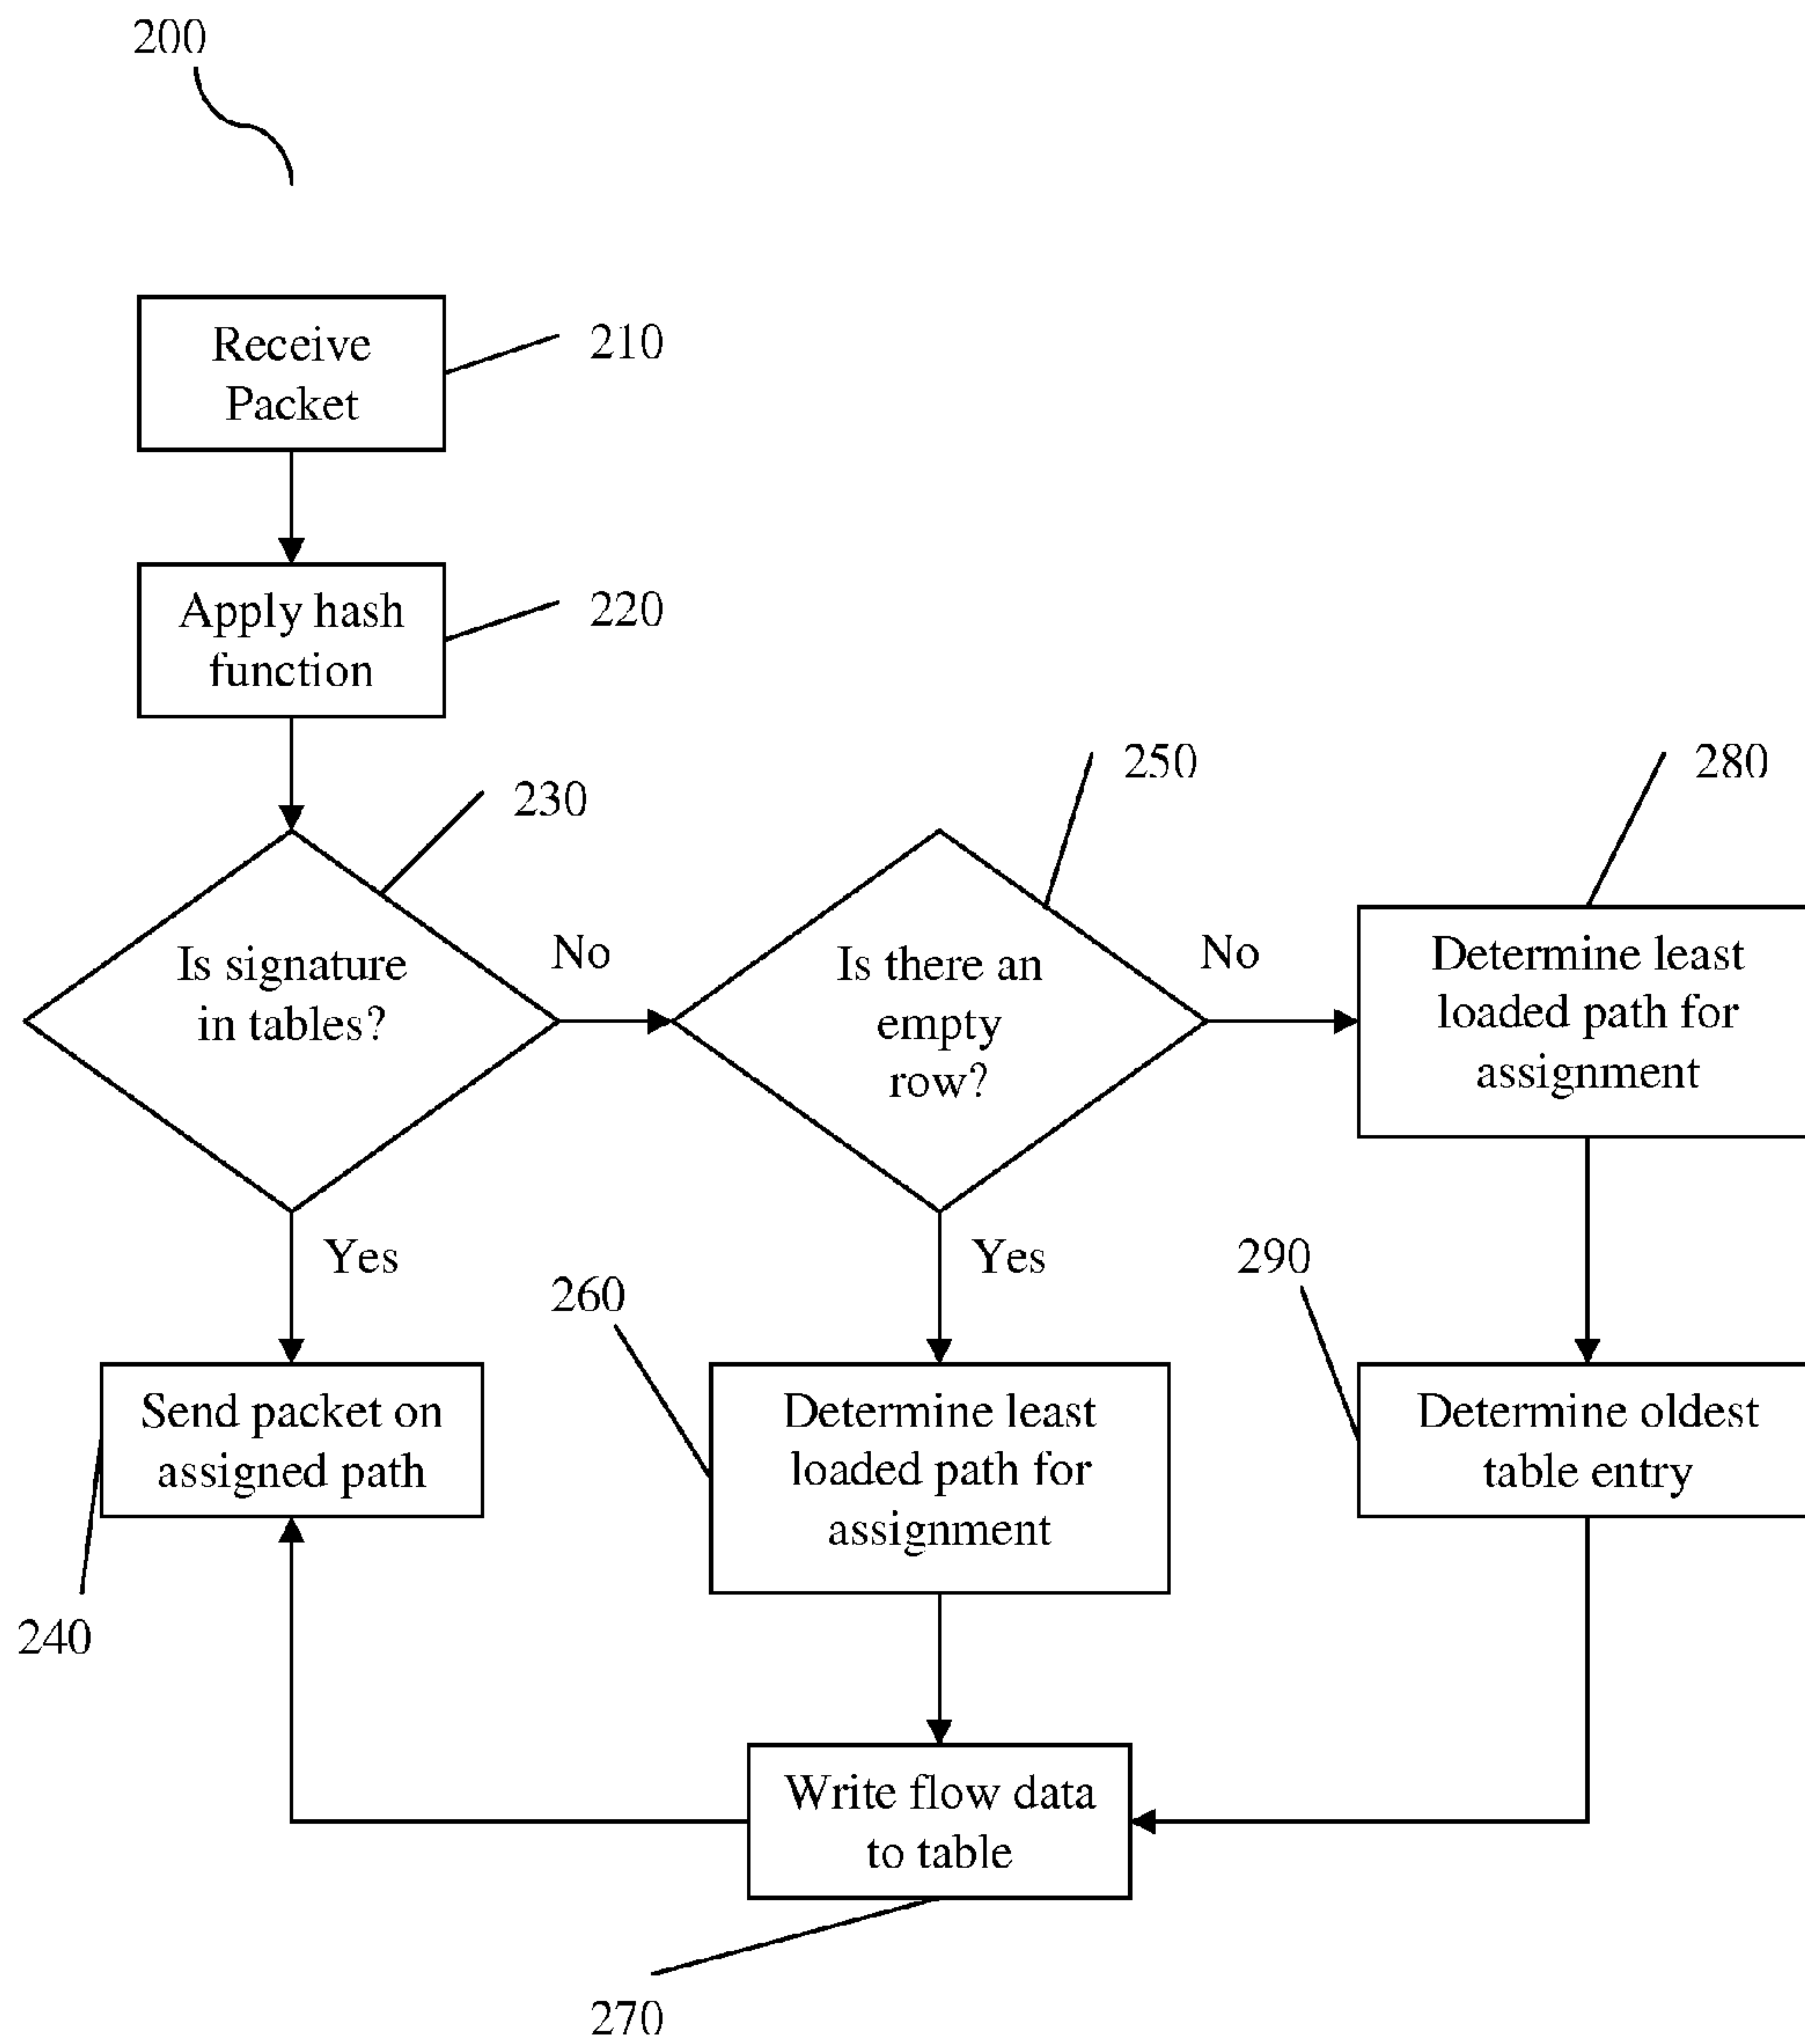 200
Receive
Packet
210
Apply hash
function
220
230
250
280
Is signature
in tables?
No
Is there an
empty
row?
No
Determine least
loaded path for
assignment
Yes
Yes
290
260
Send packet on
assigned path
Determine least
loaded path for
assignment
Determine oldest
table entry
240
Write flow data
to table
270